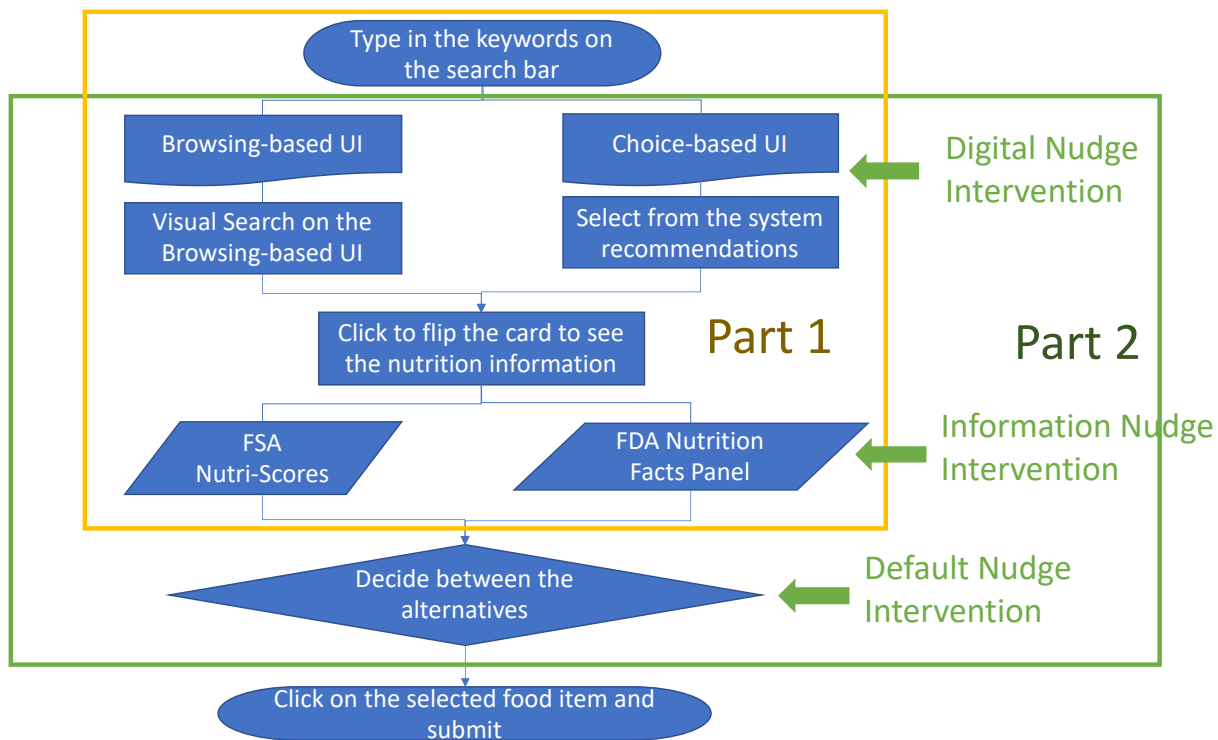 Type in the keywords on
the search bar
Browsing-based UI
Choice-based UI
Digital Nudge
Intervention
Visual Search on the
Browsing-based UI
Select from the system
recommendations
Click to flip the card to see
the nutrition information
Part 1
Part 2
FSA
Nutri-Scores
FDA Nutrition
Facts Panel
Information Nudge
Intervention
Decide between the
alternatives
Default Nudge
Intervention
Click on the selected food item and
submit